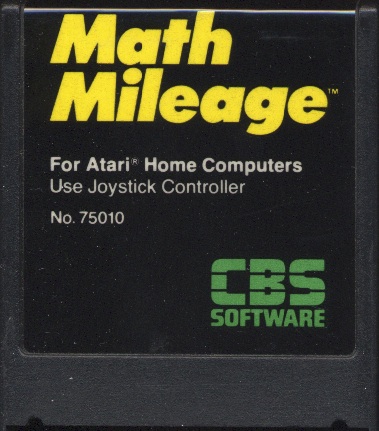 Math
Mileage™
For Atari® Home Computers
Use Joystick Controller
No. 75010
CBS
SOFTWARE